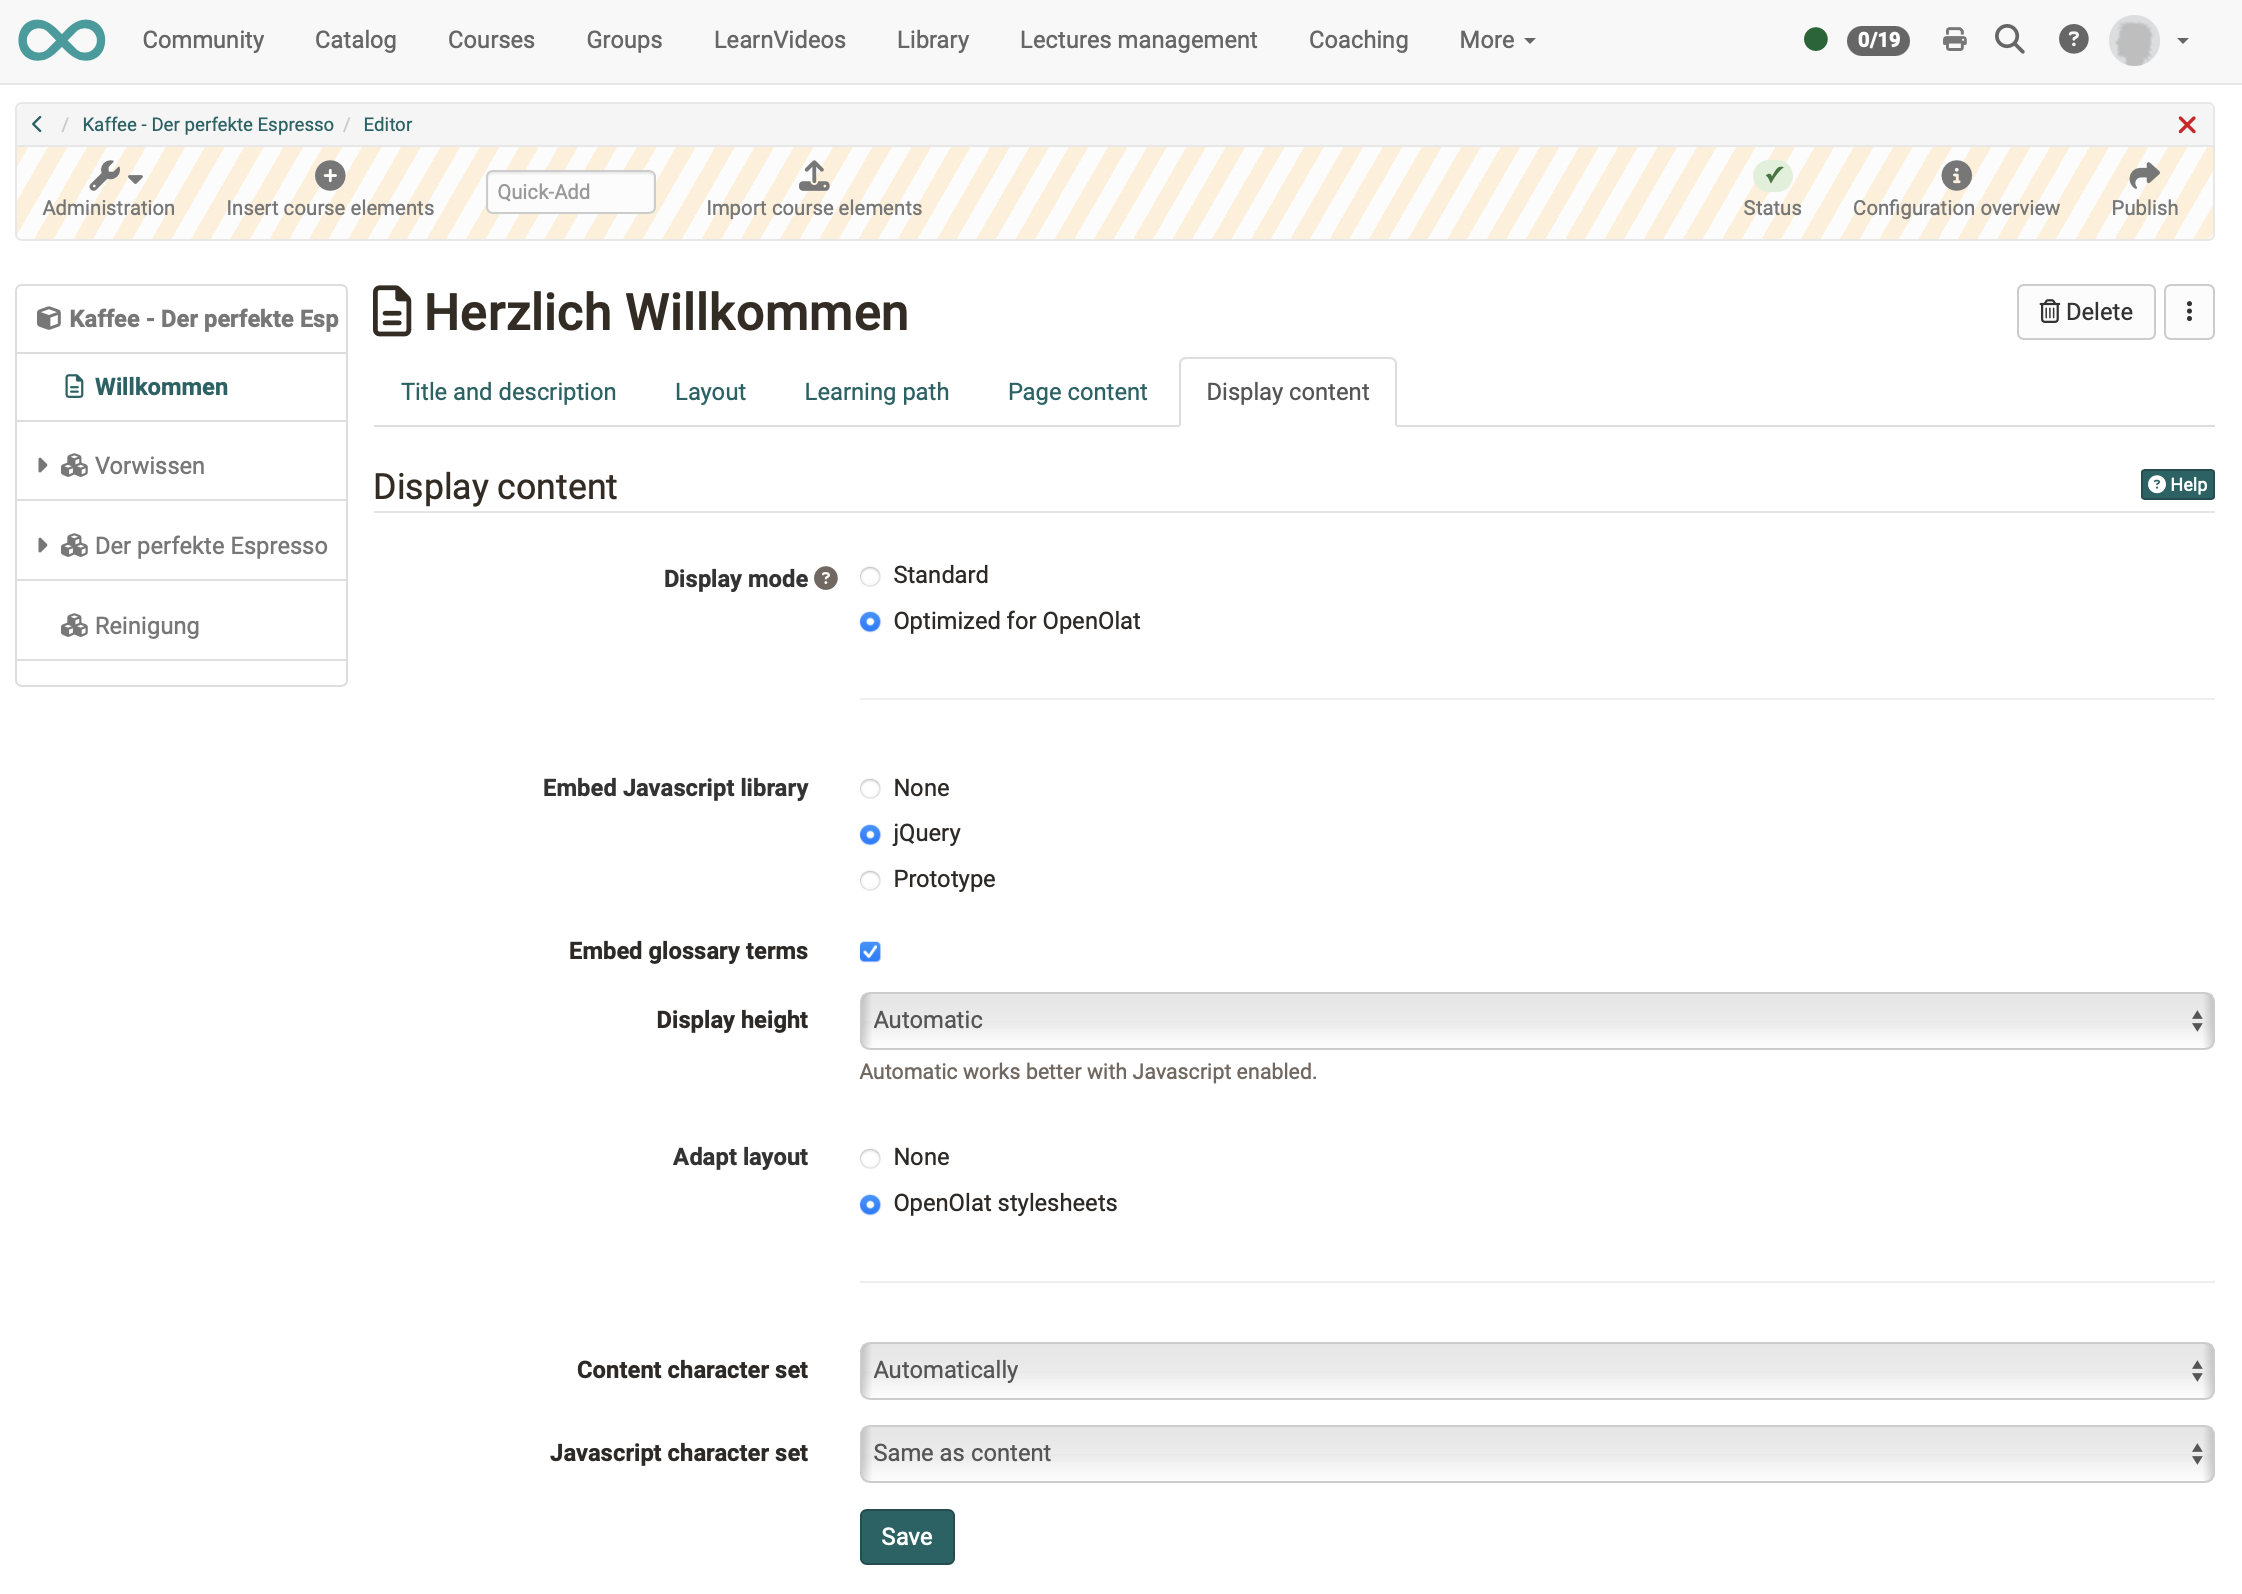 Community Catalog Courses Groups LearnVideos Library Lectures management Coaching More 0/19
/ Kaffee - Der perfekte Espresso / Editor
Administration Insert course elements Quick-Add Import course elements Status Configuration overview Publish
Kaffee - Der perfekte Esp
Willkommen
Vorwissen
Der perfekte Espresso
Reinigung
Herzlich Willkommen
Delete
Title and description Layout Learning path Page content Display content
Display content
Help
Display mode Standard
Optimized for OpenOlat
Embed Javascript library None
jQuery
Prototype
Embed glossary terms
Display height Automatic
Automatic works better with Javascript enabled.
Adapt layout None
OpenOlat stylesheets
Content character set Automatically
Javascript character set Same as content
Save